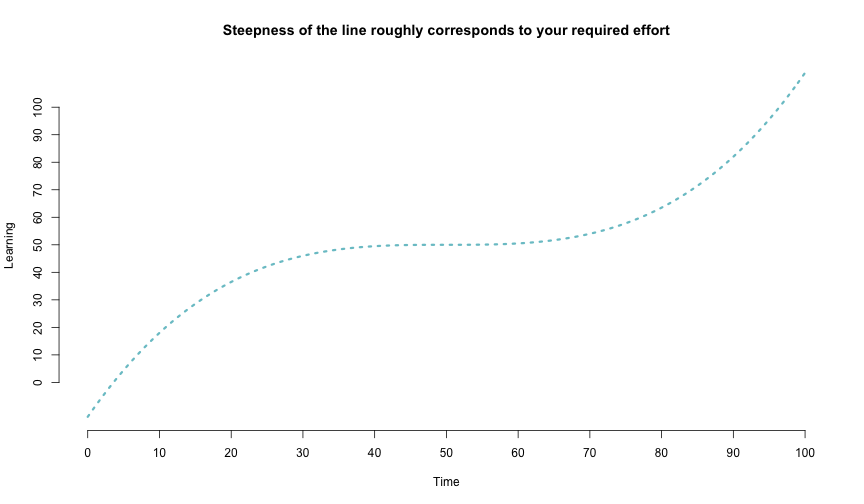 Steepness of the line roughly corresponds to your required effort
100
90
80
70
60
50
40
30
20
10
0
Learning
0 10 20 30 40 50 60 70 80 90 100
Time